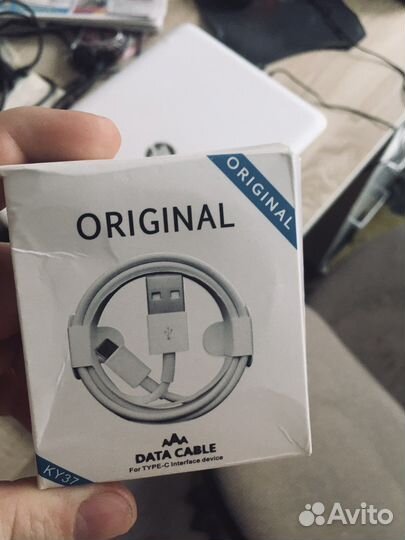 ORIGINAL
ORIGINAL
DATA CABLE
For TYPE-C Interface device
KY37
Avito